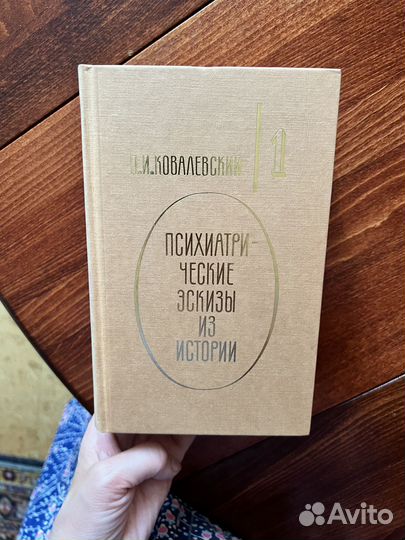 П.И.КОВАЛЕВСКИЙ
1
ПСИХИАТРИ-
ЧЕСКИЕ
ЭСКИЗЫ
ИЗ
ИСТОРИИ
Avito